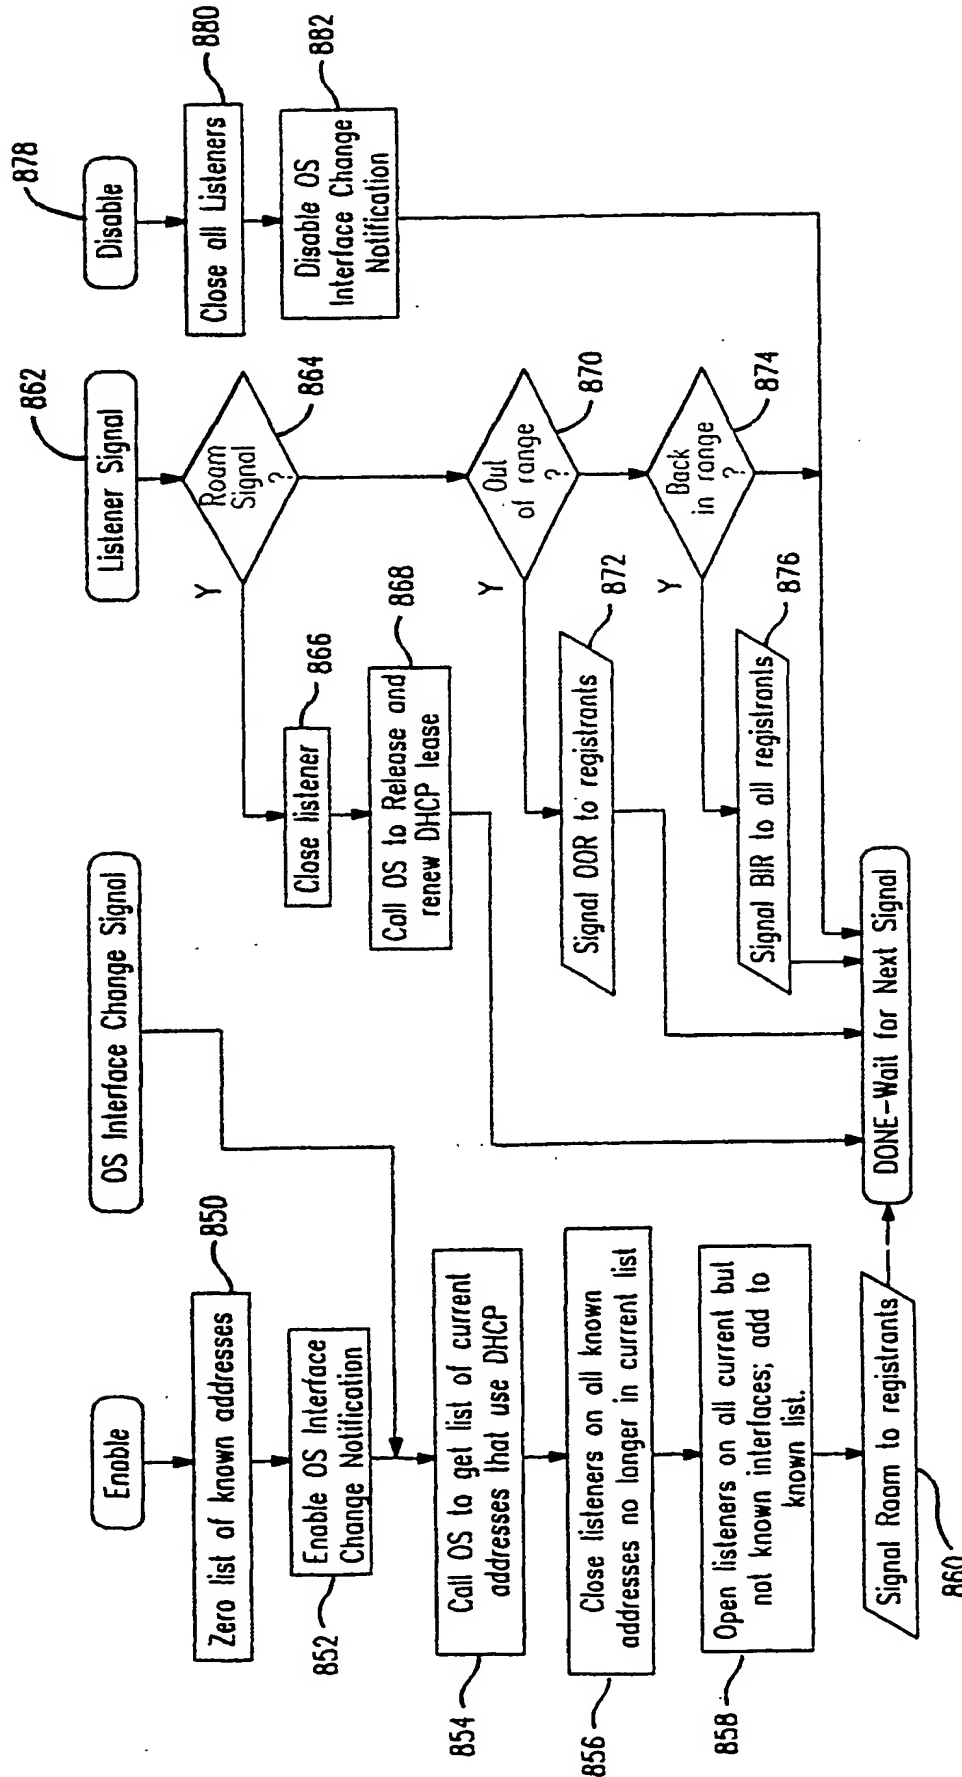 Enable
850
Zero list of known addresses
Enable OS Interface
Change Notification
852
Call OS to get list of current
addresses that use DHCP
854
Close listeners on all known
addresses no longer in current list
856
Open listeners on all current but
not known interfaces; add to
known list.
858
Signal Roam to registrants
860
OS Interface Change Signal
862
Listener Signal
Roam
Signal
?
864
Y
Close listener
866
Call OS to Release and
renew DHCP lease
868
Out
of range
?
870
Y
Signal OOR to registrants
872
Back
in range
?
874
Y
Signal BIR to all registrants
876
878
Disable
Close all Listeners
880
Disable OS
Interface Change
Notification
882
DONE-Wait for Next Signal